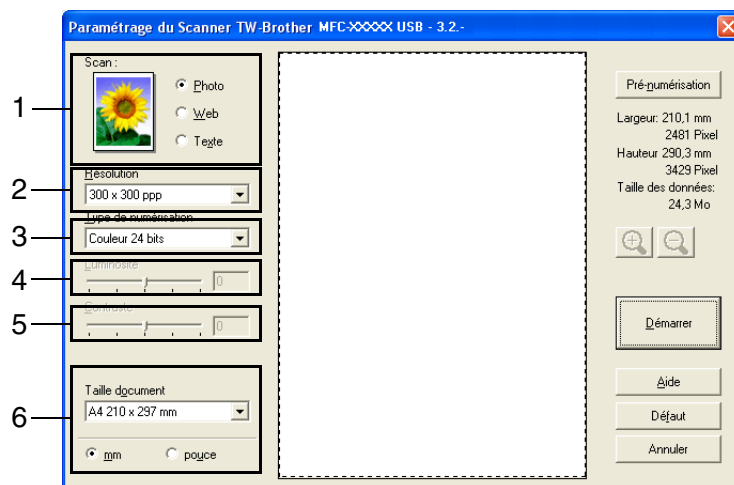 Paramétrage du Scanner TW-Brother MFC-XXXXX USB - 3.2.-
1
Scan :
Photo
Web
Texte
2
Résolution
300 x 300 ppp
3
Type de numérisation
Couleur 24 bits
4
Luminosité
0
5
Contraste
0
6
Taille document
A4 210 x 297 mm
mm
pouce
Pré-numérisation
Largeur: 210,1 mm
2481 Pixel
Hauteur 290,3 mm
3429 Pixel
Taille des données:
24,3 Mo
Démarrer
Aide
Défaut
Annuler